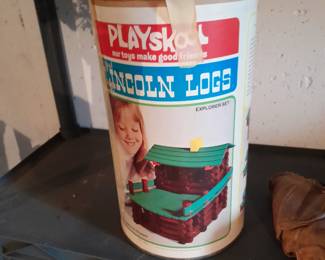 PLAYSKOOL
our toys make good friends
LINCOLN LOGS
EXPLORER SET